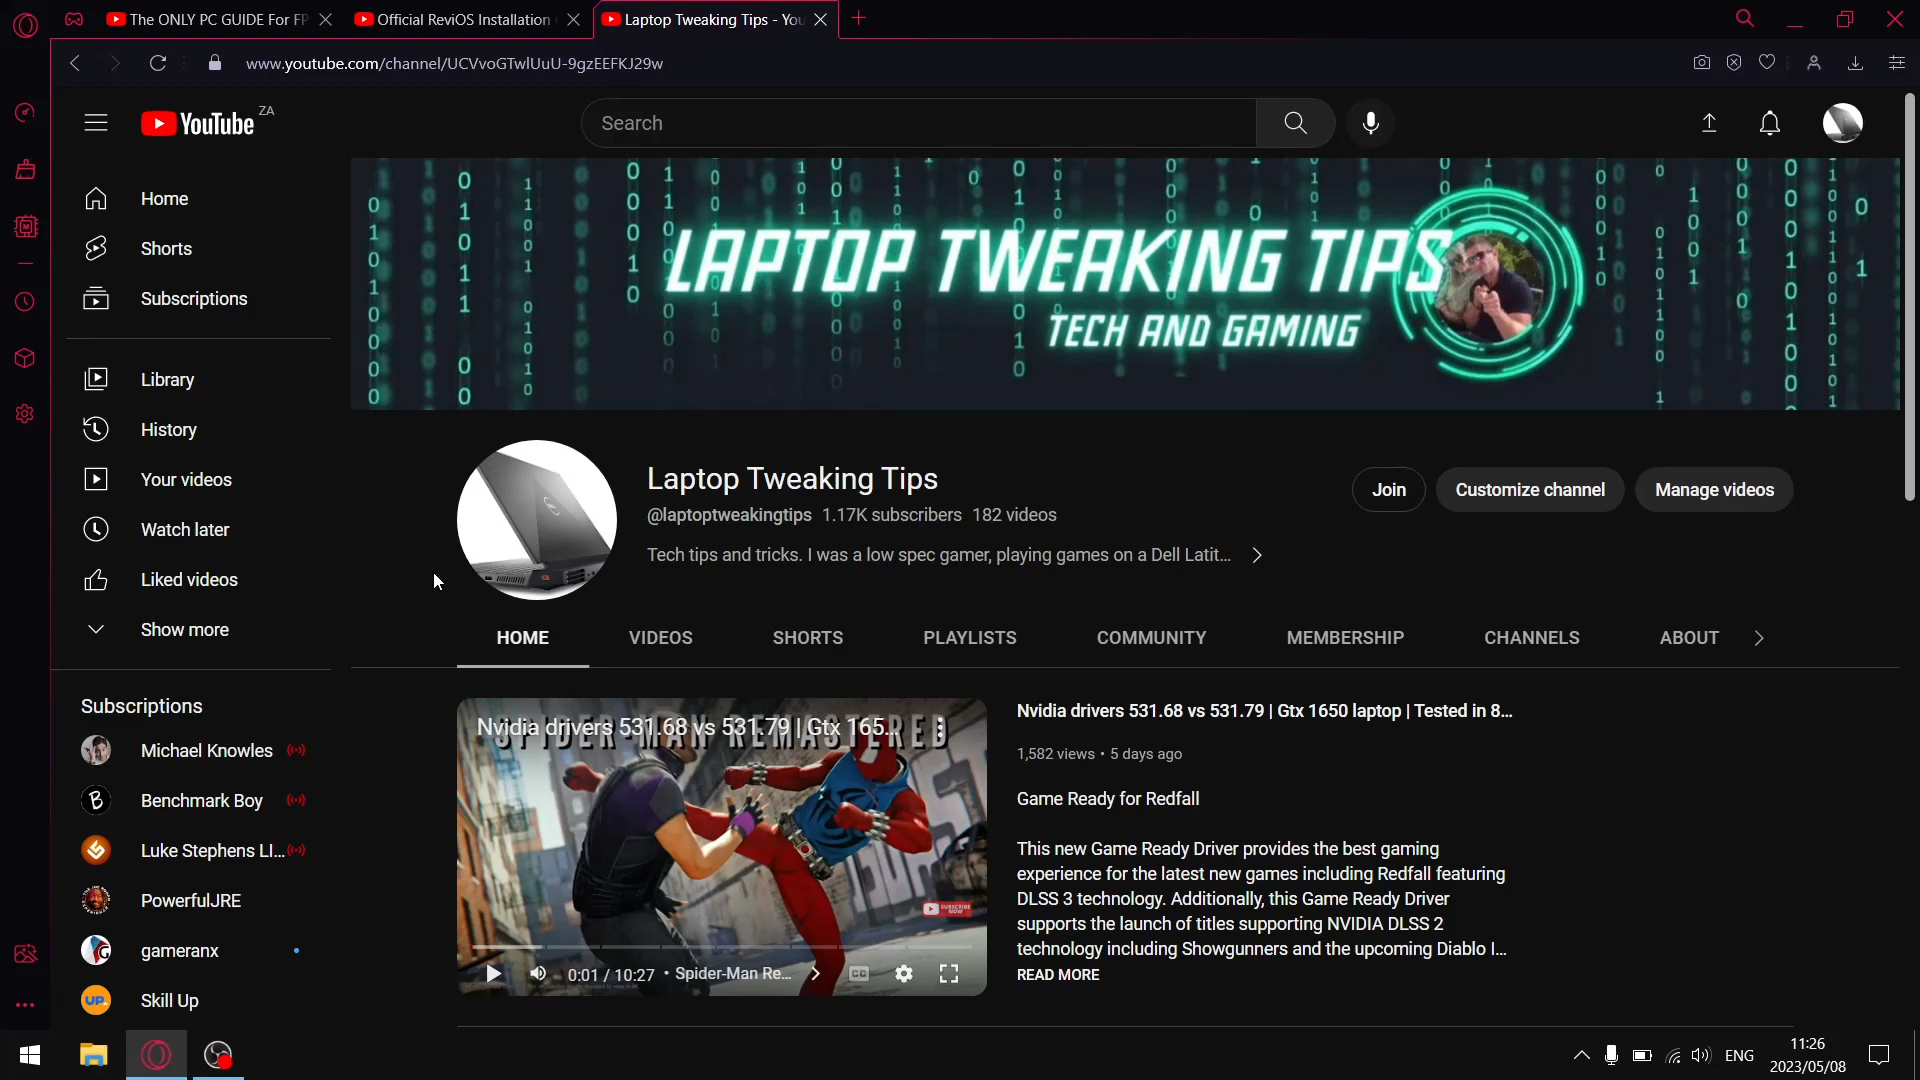 The ONLY PC GUIDE For FP
Official ReviOS Installation
Laptop Tweaking Tips - You
www.youtube.com/channel/UCVvoGTwlUuU-9gzEEFKJ29w
YouTube ZA
Search
Home
Shorts
Subscriptions
Library
History
Your videos
Watch later
Liked videos
Show more
Subscriptions
Michael Knowles
Benchmark Boy
Luke Stephens LI...
PowerfulJRE
gameranx
Skill Up
LAPTOP TWEAKING TIPS
TECH AND GAMING
Laptop Tweaking Tips
@laptoptweakingtips 1.17K subscribers 182 videos
Tech tips and tricks. I was a low spec gamer, playing games on a Dell Latit...
Join
Customize channel
Manage videos
HOME
VIDEOS
SHORTS
PLAYLISTS
COMMUNITY
MEMBERSHIP
CHANNELS
ABOUT
Nvidia drivers 531.68 vs 531.79 | Gtx 165...
SPIDER-MAN REMASTERED
SUBSCRIBE NOW
0:01 / 10:27 • Spider-Man Re...
CC
Nvidia drivers 531.68 vs 531.79 | Gtx 1650 laptop | Tested in 8...
1,582 views • 5 days ago
Game Ready for Redfall
This new Game Ready Driver provides the best gaming
experience for the latest new games including Redfall featuring
DLSS 3 technology. Additionally, this Game Ready Driver
supports the launch of titles supporting NVIDIA DLSS 2
technology including Showgunners and the upcoming Diablo I...
READ MORE
UP
ENG
11:26
2023/05/08